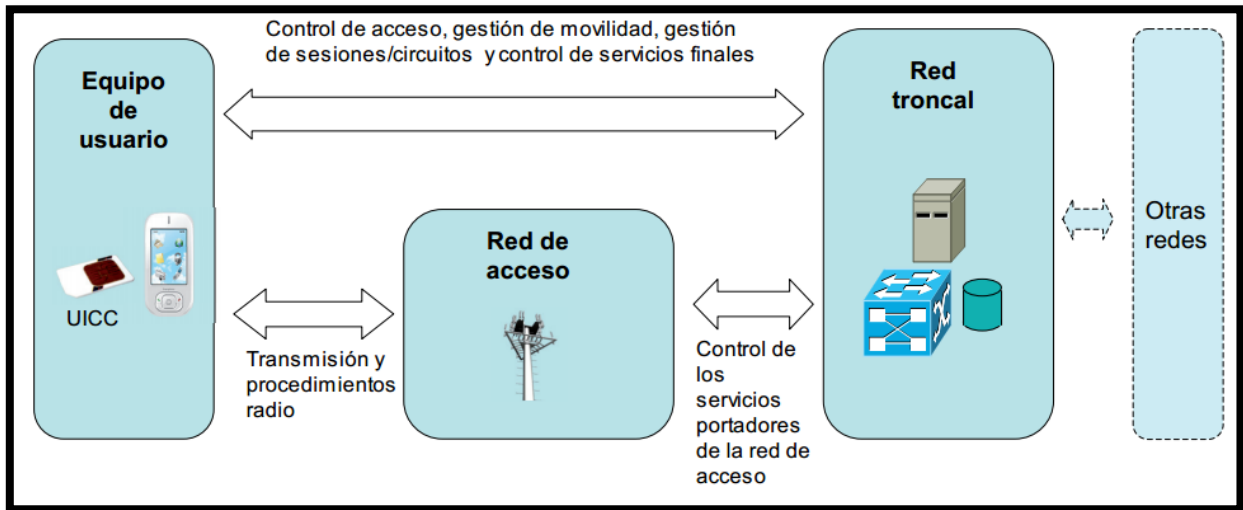 Control de acceso, gestión de movilidad, gestión
de sesiones/circuitos y control de servicios finales
Equipo
de
usuario
UICC
Transmisión y
procedimientos
radio
Red de
acceso
Control de
los
servicios
portadores
de la red de
acceso
Red
troncal
Otras
redes